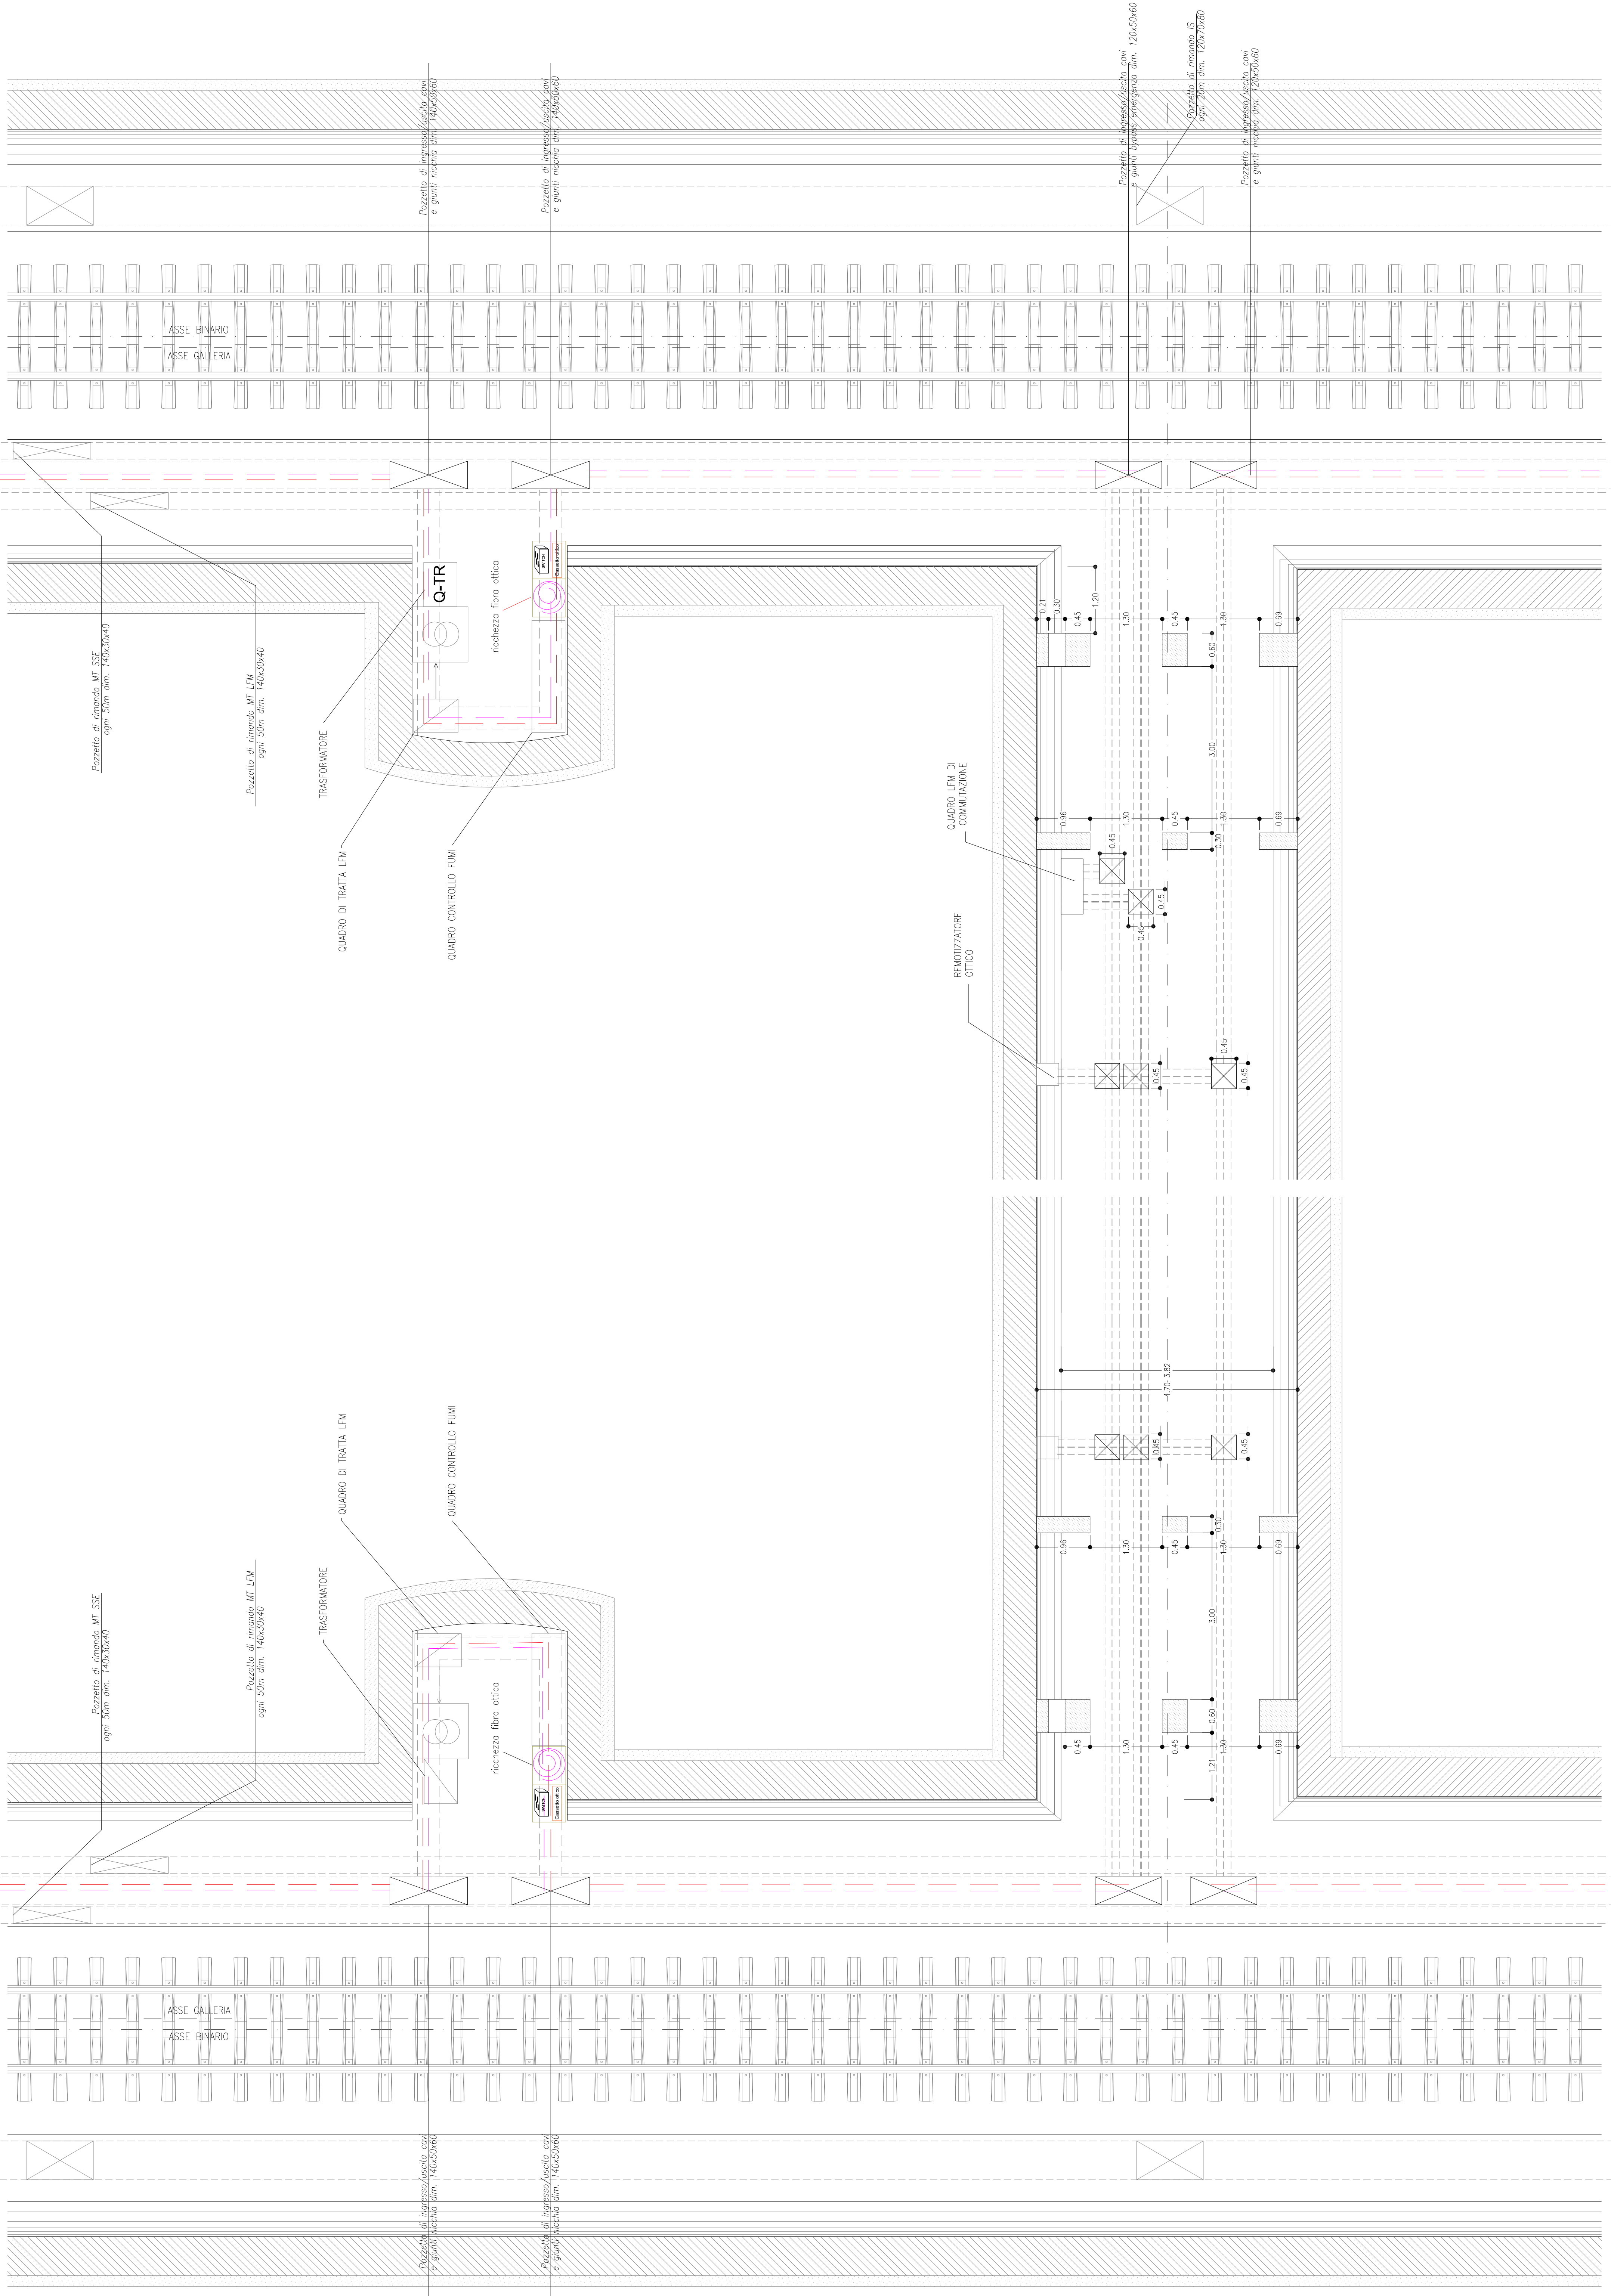 Pozzetto di ingresso/uscita cavi
e giunti nicchia dim. 140x50x60
Pozzetto di ingresso/uscita cavi
e giunti nicchia dim. 140x50x60
Pozzetto di ingresso/uscita cavi
e giunti bypass emergenza dim. 120x50x60
Pozzetto di rimando IS
ogni 20m dim. 120x70x80
Pozzetto di ingresso/uscita cavi
e giunti nicchia dim. 120x50x60
ASSE BINARIO
ASSE GALLERIA
Pozzetto di rimando MT SSE
ogni 50m dim. 140x30x40
Pozzetto di rimando MT LFM
ogni 50m dim. 140x30x40
TRASFORMATORE
Q-TR
QUADRO DI TRATTA LFM
QUADRO CONTROLLO FUMI
ricchezza fibra ottica
SWITCH
Cassetto ottico
0.21
0.30
0.45
1.20
1.30
0.45
1.30
0.69
0.60
3.00
0.96
1.30
0.45
1.30
0.69
0.30
QUADRO LFM DI
COMMUTAZIONE
0.45
0.45
0.45
REMOTIZZATORE
OTTICO
0.45
0.45
0.45
3.82
4.70
0.45
0.45
0.30
0.96
1.30
0.45
1.30
0.69
3.00
0.60
0.45
1.30
0.45
1.30
0.69
1.21
QUADRO DI TRATTA LFM
QUADRO CONTROLLO FUMI
TRASFORMATORE
Pozzetto di rimando MT SSE
ogni 50m dim. 140x30x40
Pozzetto di rimando MT LFM
ogni 50m dim. 140x30x40
ricchezza fibra ottica
SWITCH
Cassetto ottico
ASSE GALLERIA
ASSE BINARIO
Pozzetto di ingresso/uscita cavi
e giunti nicchia dim. 140x50x60
Pozzetto di ingresso/uscita cavi
e giunti nicchia dim. 140x50x60